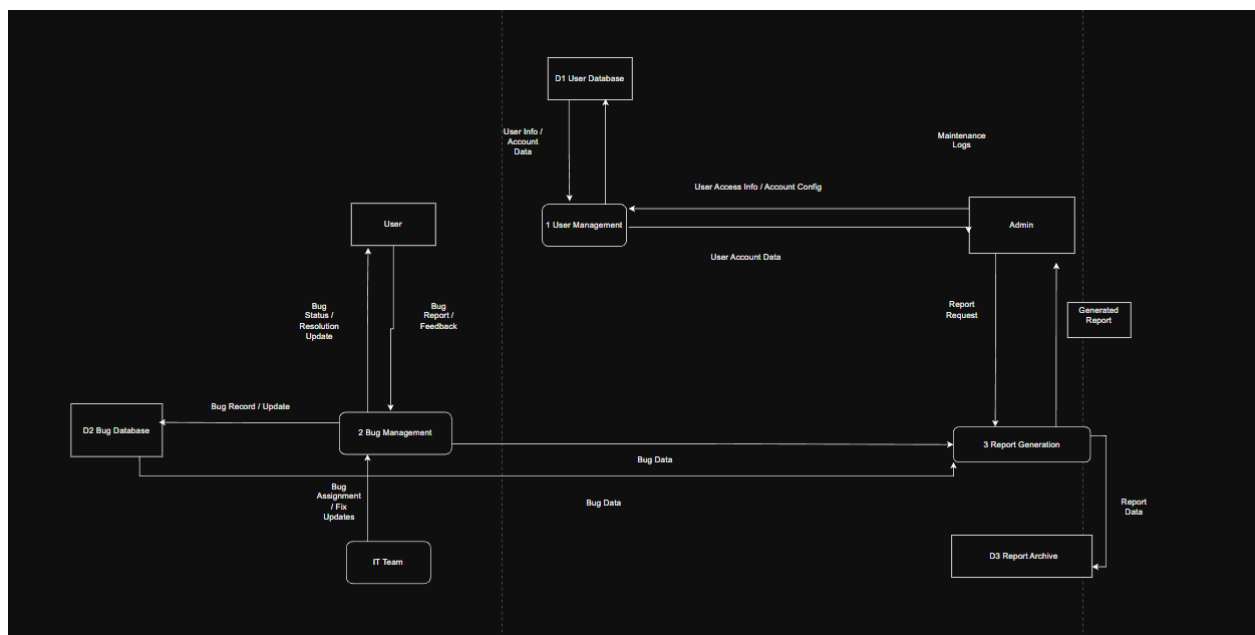 D1 User Database
User Info /
Account
Data
Maintenance
Logs
User Access Info / Account Config
User
1 User Management
Admin
User Account Data
Bug
Status /
Resolution
Update
Bug
Report /
Feedback
Report
Request
Generated
Report
Bug Record / Update
D2 Bug Database
2 Bug Management
3 Report Generation
Bug Data
Bug
Assignment
/ Fix
Updates
Bug Data
Report
Data
IT Team
D3 Report Archive